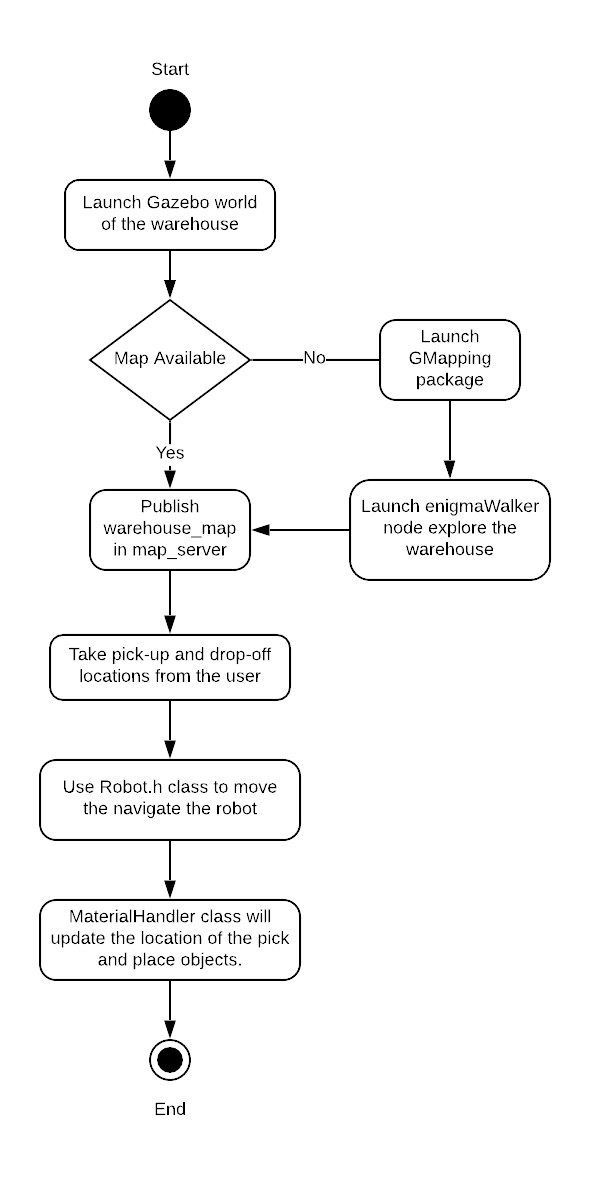 Start
Launch Gazebo world
of the warehouse
Map Available
No
Launch
GMapping
package
Yes
Launch enigmaWalker
node explore the
warehouse
Publish
warehouse_map
in map_server
Take pick-up and drop-off
locations from the user
Use Robot.h class to move
the navigate the robot
MaterialHandler class will
update the location of the pick
and place objects.
End